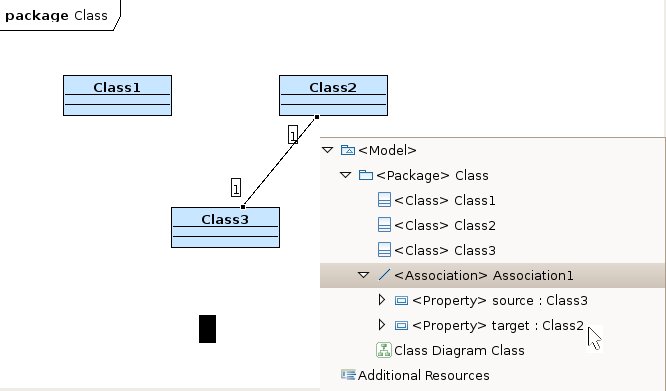 package Class
Class1
Class2
1
1
Class3
<Model>
<Package> Class
<Class> Class1
<Class> Class2
<Class> Class3
<Association> Association1
<Property> source : Class3
<Property> target : Class2
Class Diagram Class
Additional Resources